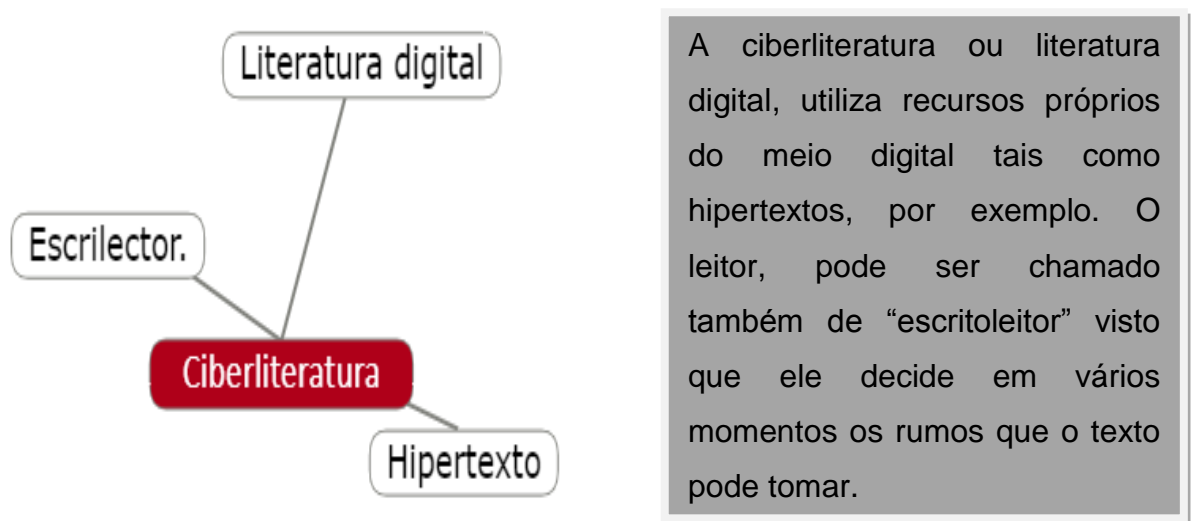 Literatura digital
Escrilector.
Ciberliteratura
Hipertexto
A ciberliteratura ou literatura
digital, utiliza recursos próprios
do meio digital tais como
hipertextos, por exemplo. O
leitor, pode ser chamado
também de “escritoleitor” visto
que ele decide em vários
momentos os rumos que o texto
pode tomar.